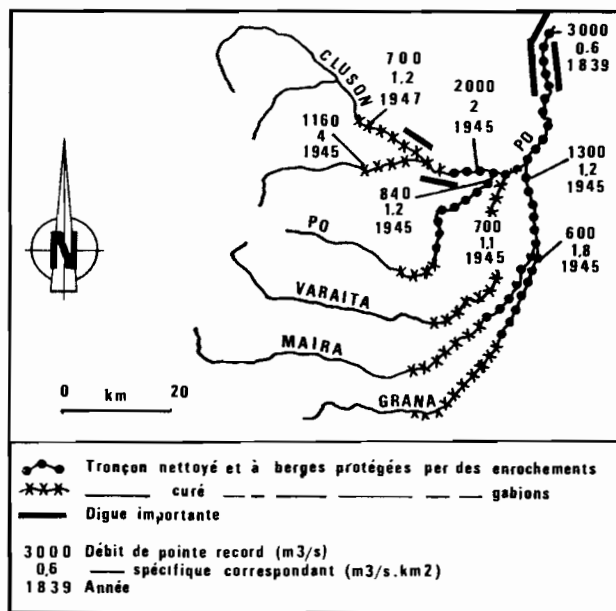 3000
0.6
1839
CLUSON
700
1,2
1947
2000
2
1945
PO
1160
4
1945
1300
1,2
1945
840
1.2
1945
PO
700
1.1
1945
600
1,8
1945
N
VARAITA
MAIRA
GRANA
0 20
km
Tronçon nettoyé et à berges protégées per des enrochements
curé gabions
Digue importante
3000 Débit de pointe record (m3/s)
0,6 spécifique correspondant (m3/s.km2)
1839 Année